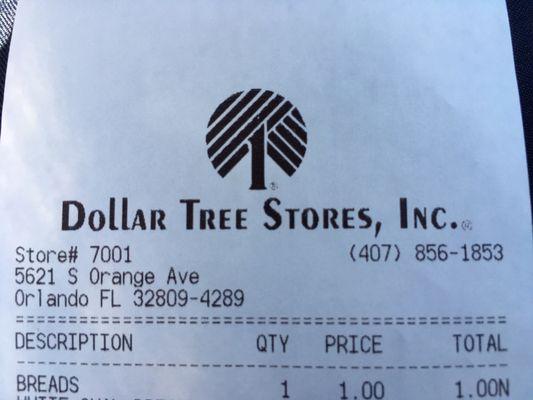 1
DOLLAR TREE STORES, INC.®
Store# 7001 (407) 856-1853
5621 S Orange Ave
Orlando FL 32809-4289
================================================
DESCRIPTION QTY PRICE TOTAL
------------------------------------------------
BREADS 1 1.00 1.00N